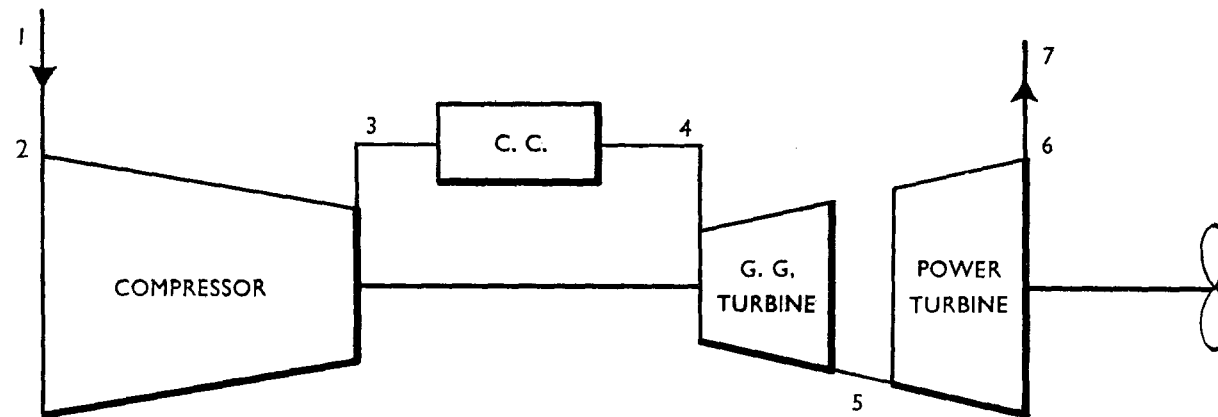 1
2
COMPRESSOR
3
C. C.
4
G. G,
TURBINE
5
POWER
TURBINE
6
7